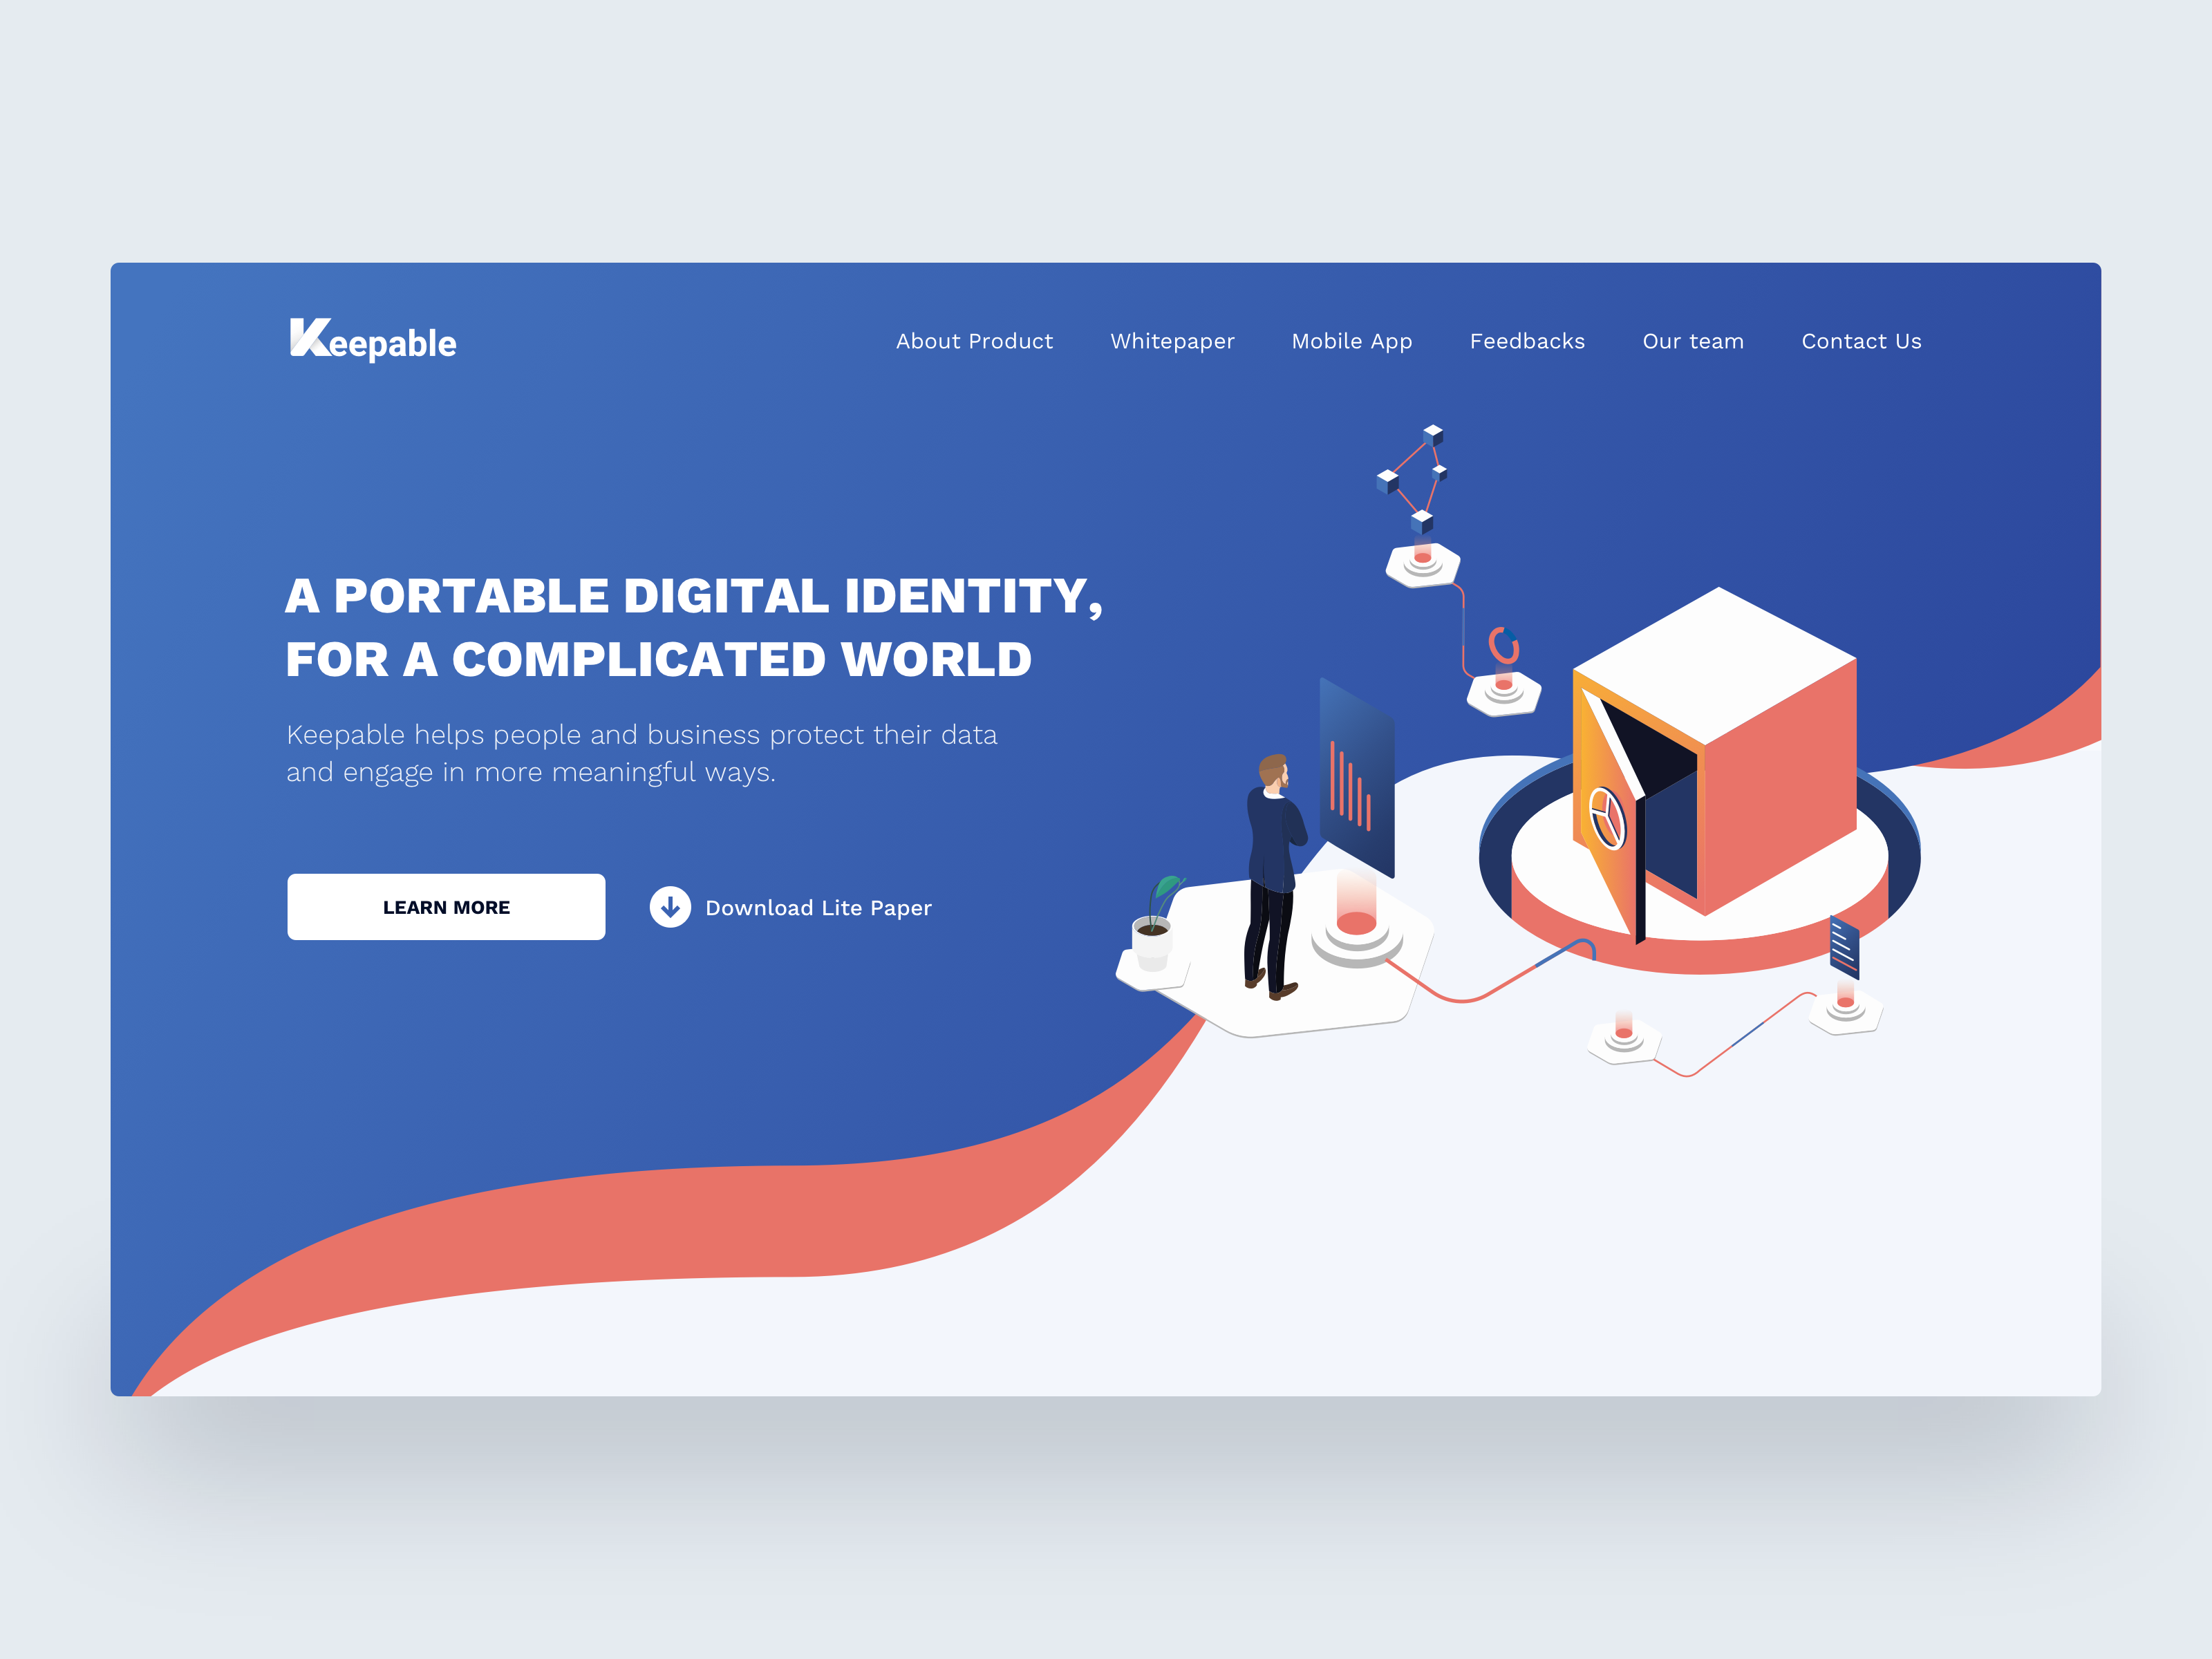 Keepable
About Product Whitepaper Mobile App Feedbacks Our team Contact Us
A PORTABLE DIGITAL IDENTITY,
FOR A COMPLICATED WORLD
Keepable helps people and business protect their data
and engage in more meaningful ways.
LEARN MORE Download Lite Paper